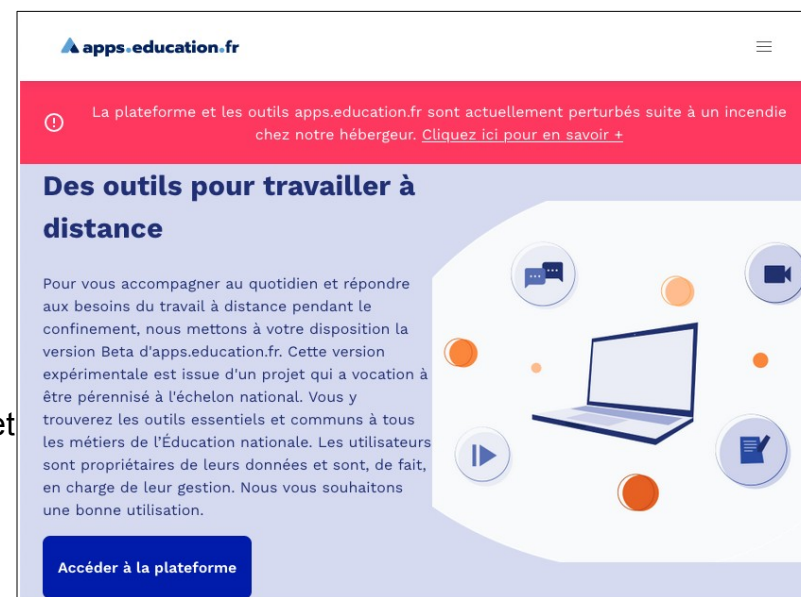 apps.education.fr
La plateforme et les outils apps.education.fr sont actuellement perturbés suite à un incendie
chez notre hébergeur. Cliquez ici pour en savoir +
Des outils pour travailler à
distance
Pour vous accompagner au quotidien et répondre
aux besoins du travail à distance pendant le
confinement, nous mettons à votre disposition la
version Beta d'apps.education.fr. Cette version
expérimentale est issue d'un projet qui a vocation à
être pérennisé à l'échelon national. Vous y
et
trouverez les outils essentiels et communs à tous
les métiers de l'Éducation nationale. Les utilisateurs
sont propriétaires de leurs données et sont, de fait,
en charge de leur gestion. Nous vous souhaitons
une bonne utilisation.
Accéder à la plateforme